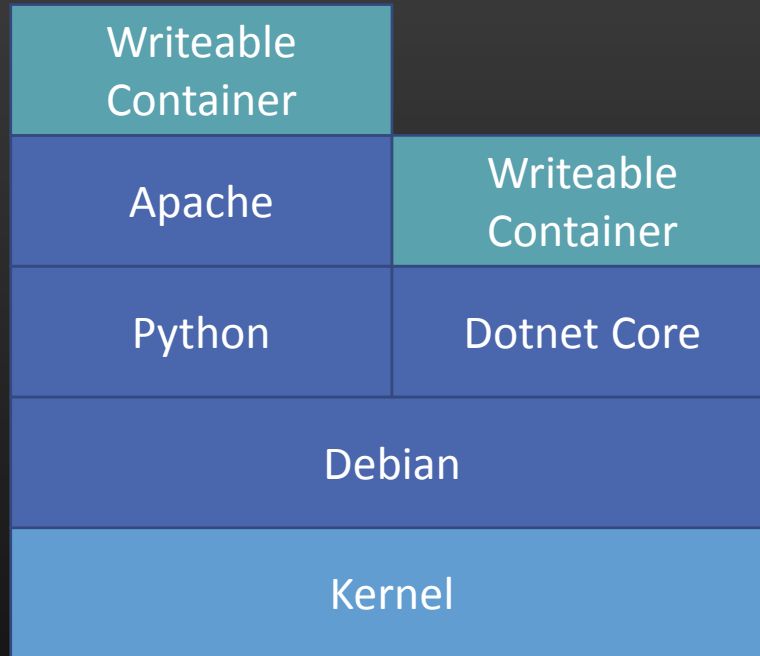 Writeable
Container
Apache
Writeable
Container
Python
Dotnet Core
Debian
Kernel